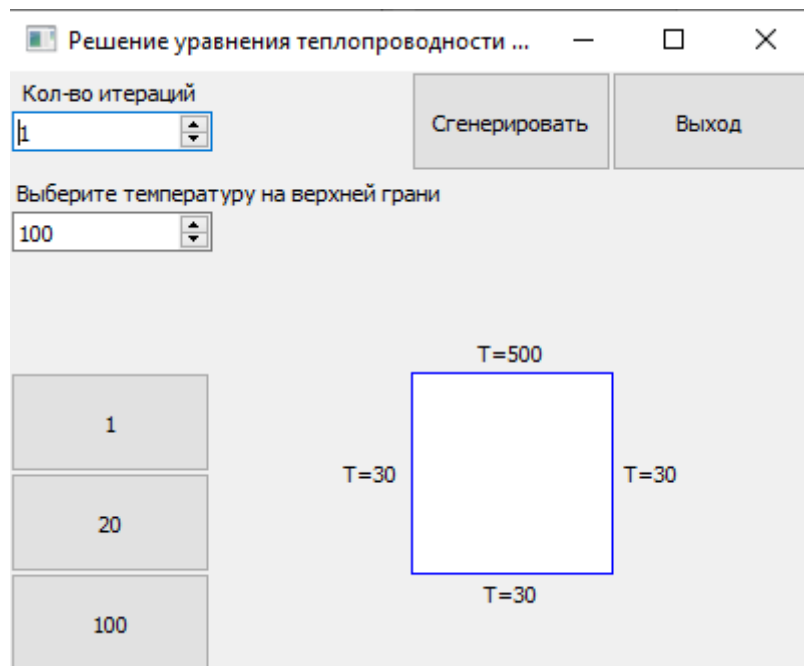 Решение уравнения теплопроводности ...
Кол-во итераций
1
Сгенерировать
Выход
Выберите температуру на верхней грани
100
T=500
1
T=30
T=30
20
T=30
100